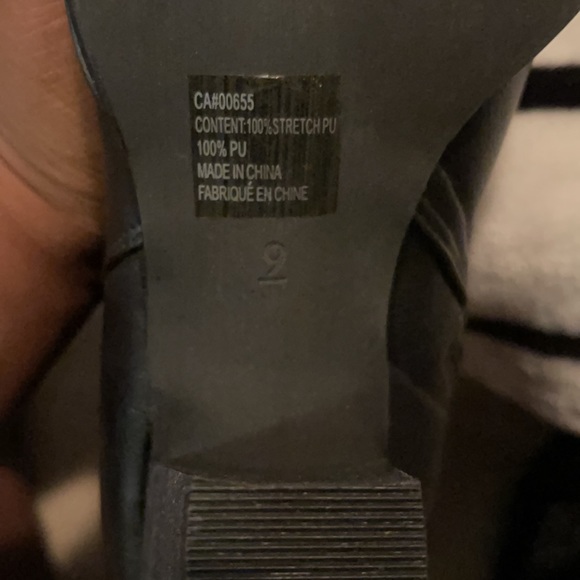 CA#00655
CONTENT:100%STRETCH PU
100% PU
MADE IN CHINA
FABRIQUÉ EN CHINE
9